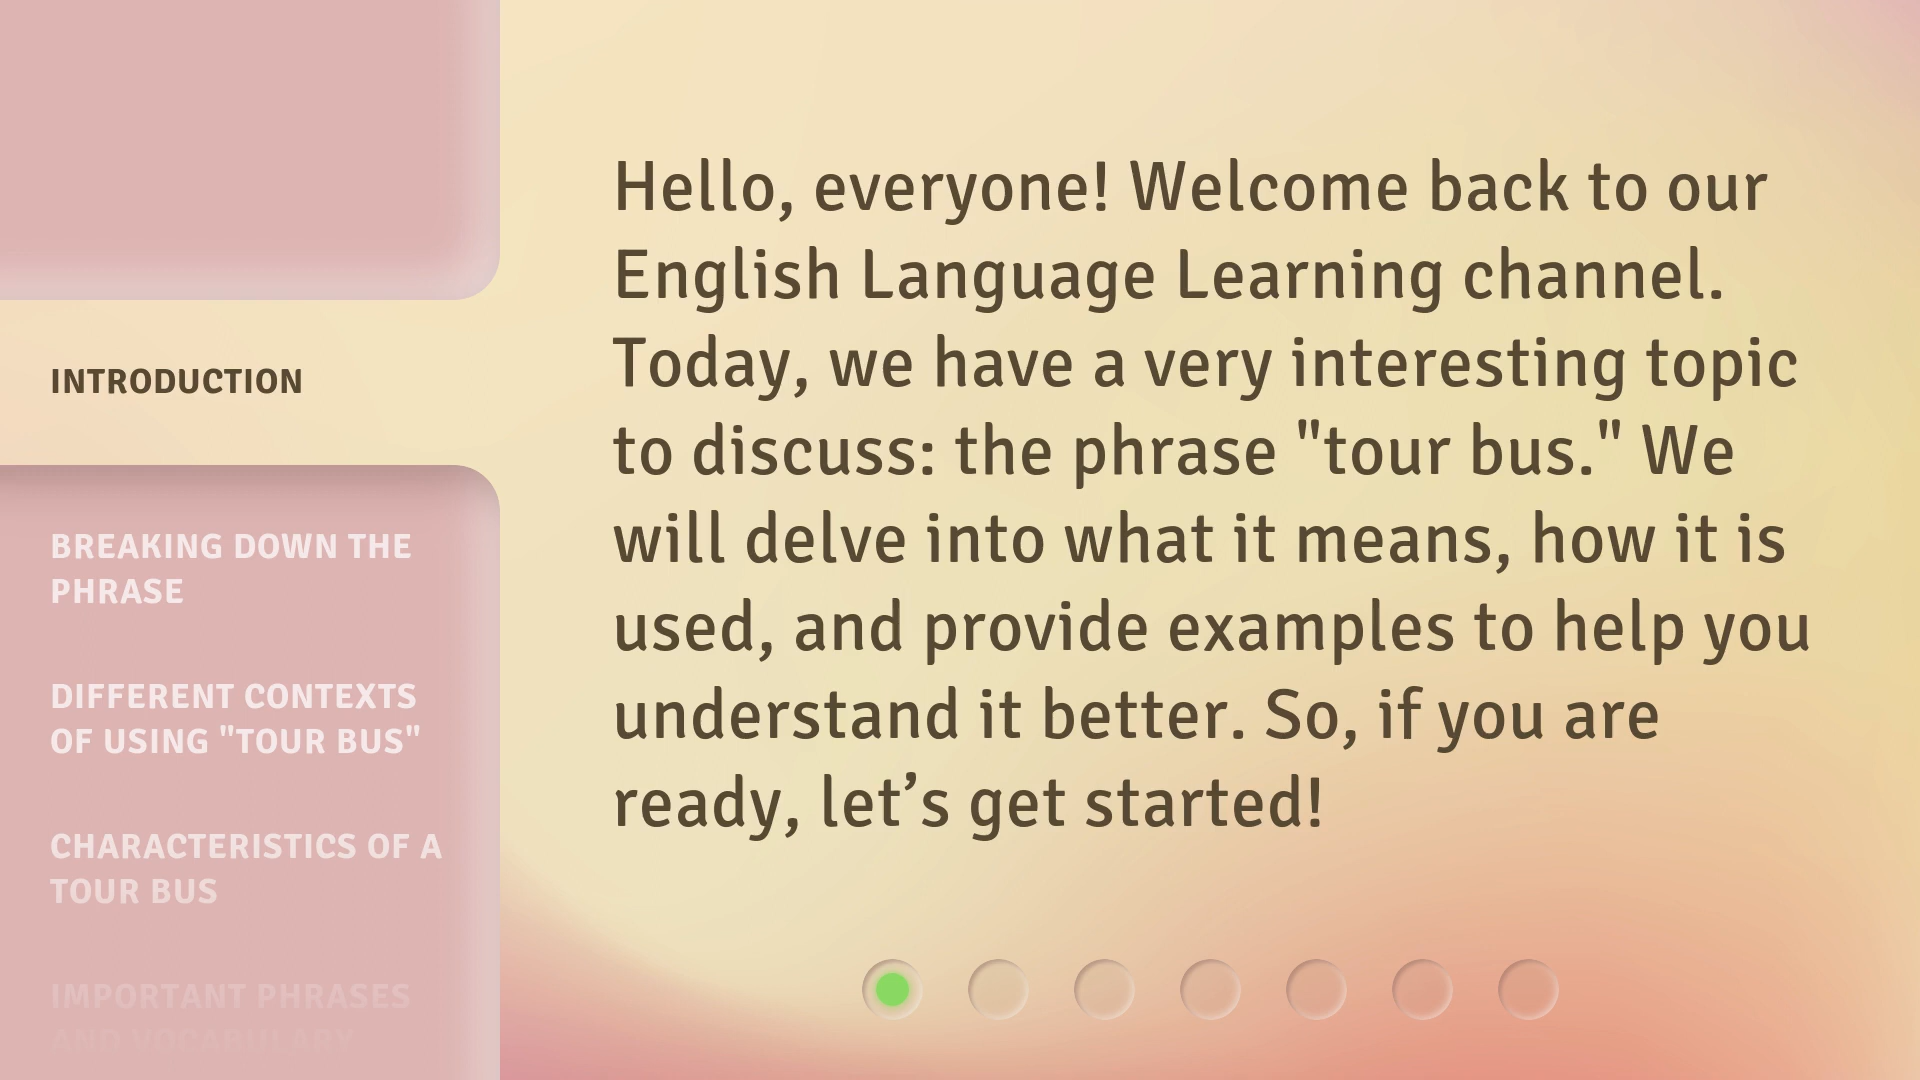 INTRODUCTION
BREAKING DOWN THE
PHRASE
DIFFERENT CONTEXTS
OF USING "TOUR BUS"
CHARACTERISTICS OF A
TOUR BUS
IMPORTANT PHRASES
AND VOCABULARY
Hello, everyone! Welcome back to our
English Language Learning channel.
Today, we have a very interesting topic
to discuss: the phrase "tour bus." We
will delve into what it means, how it is
used, and provide examples to help you
understand it better. So, if you are
ready, let’s get started!